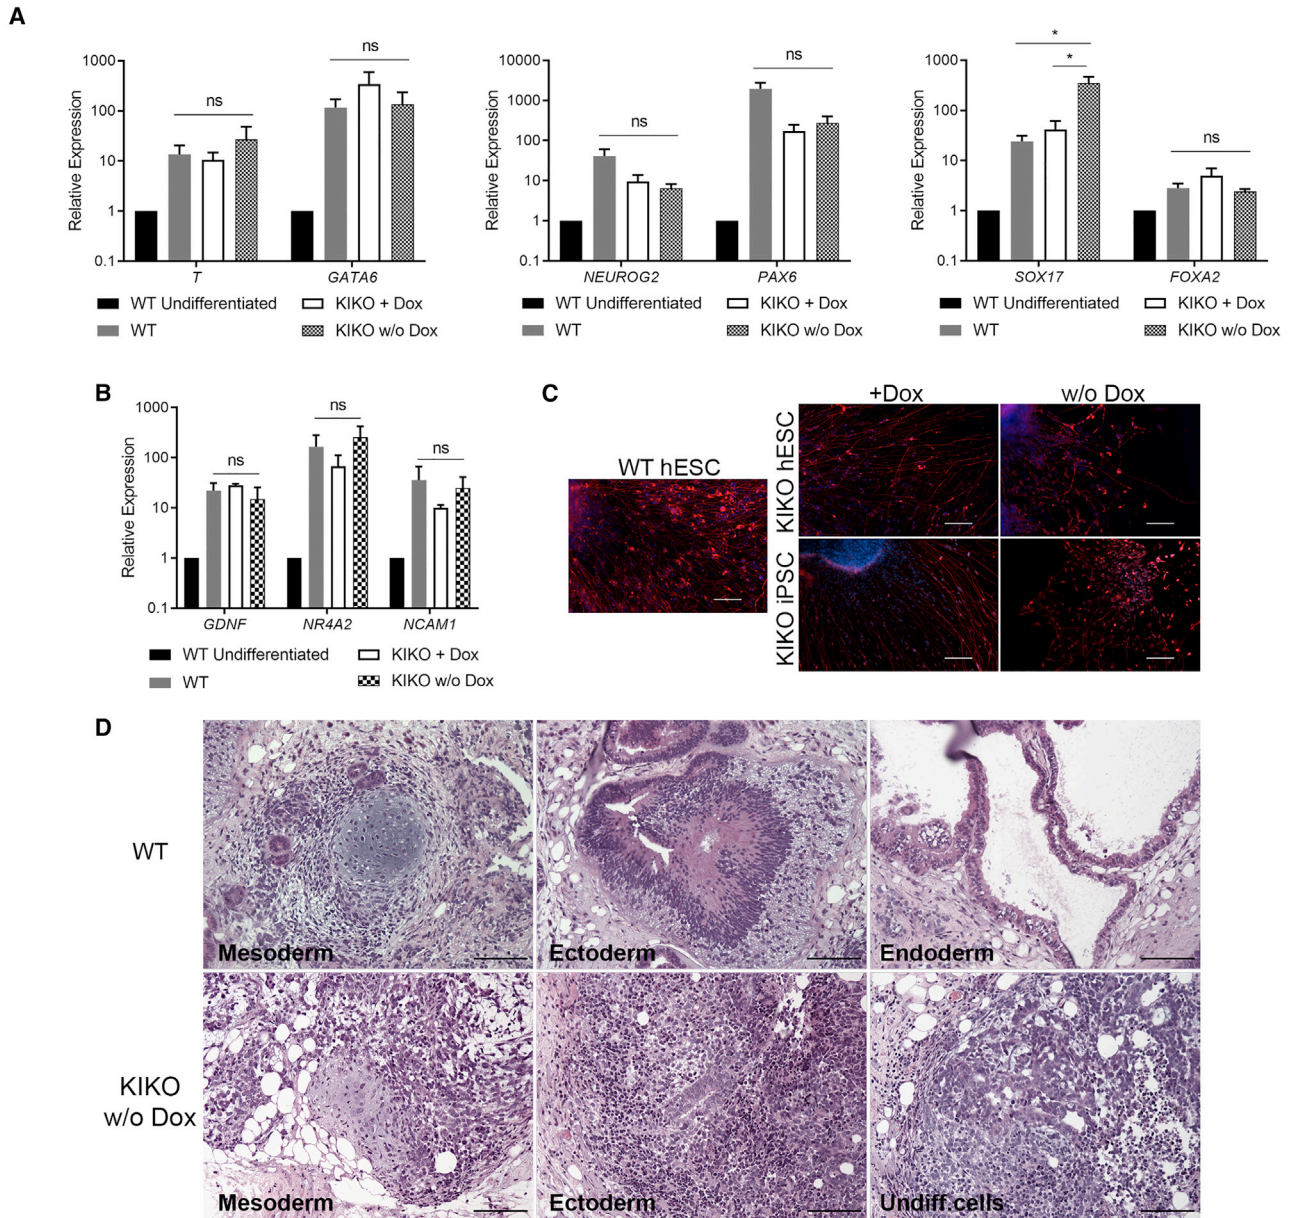 A
ns
ns
1000
100
10
1
0.1
Relative Expression
T
GATA6
WT Undifferentiated
KIKO + Dox
WT
KIKO w/o Dox
ns
ns
10000
1000
100
10
1
0.1
Relative Expression
NEUROG2
PAX6
WT Undifferentiated
KIKO + Dox
WT
KIKO w/o Dox
*
*
ns
1000
100
10
1
0.1
Relative Expression
SOX17
FOXA2
WT Undifferentiated
KIKO + Dox
WT
KIKO w/o Dox
B
ns
ns
ns
1000
100
10
1
0.1
Relative Expression
GDNF
NR4A2
NCAM1
WT Undifferentiated
KIKO + Dox
WT
KIKO w/o Dox
C
+Dox
w/o Dox
WT hESC
KIKO hESC
KIKO iPSC
D
WT
Mesoderm
Ectoderm
Endoderm
KIKO
w/o Dox
Mesoderm
Ectoderm
Undiff cells